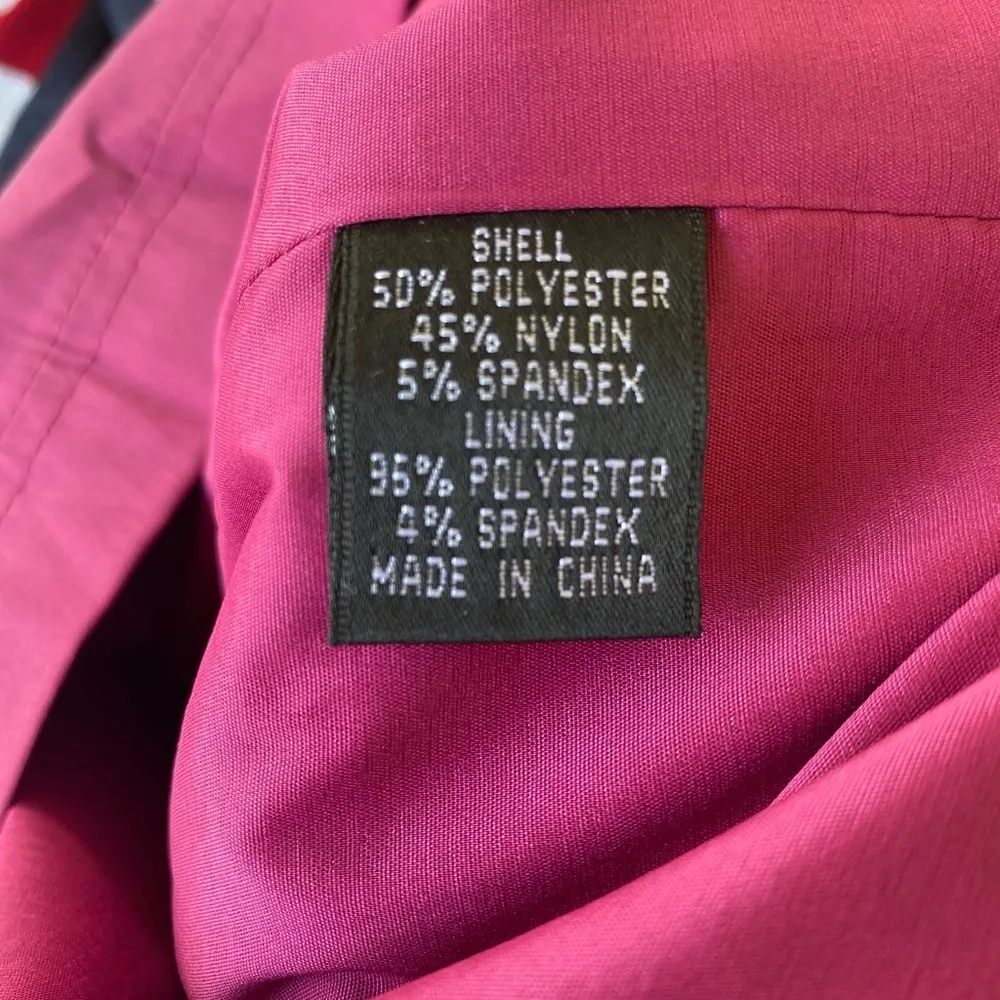 SHELL
50% POLYESTER
45% NYLON
5% SPANDEX
LINING
96% POLYESTER
4% SPANDEX
MADE IN CHINA